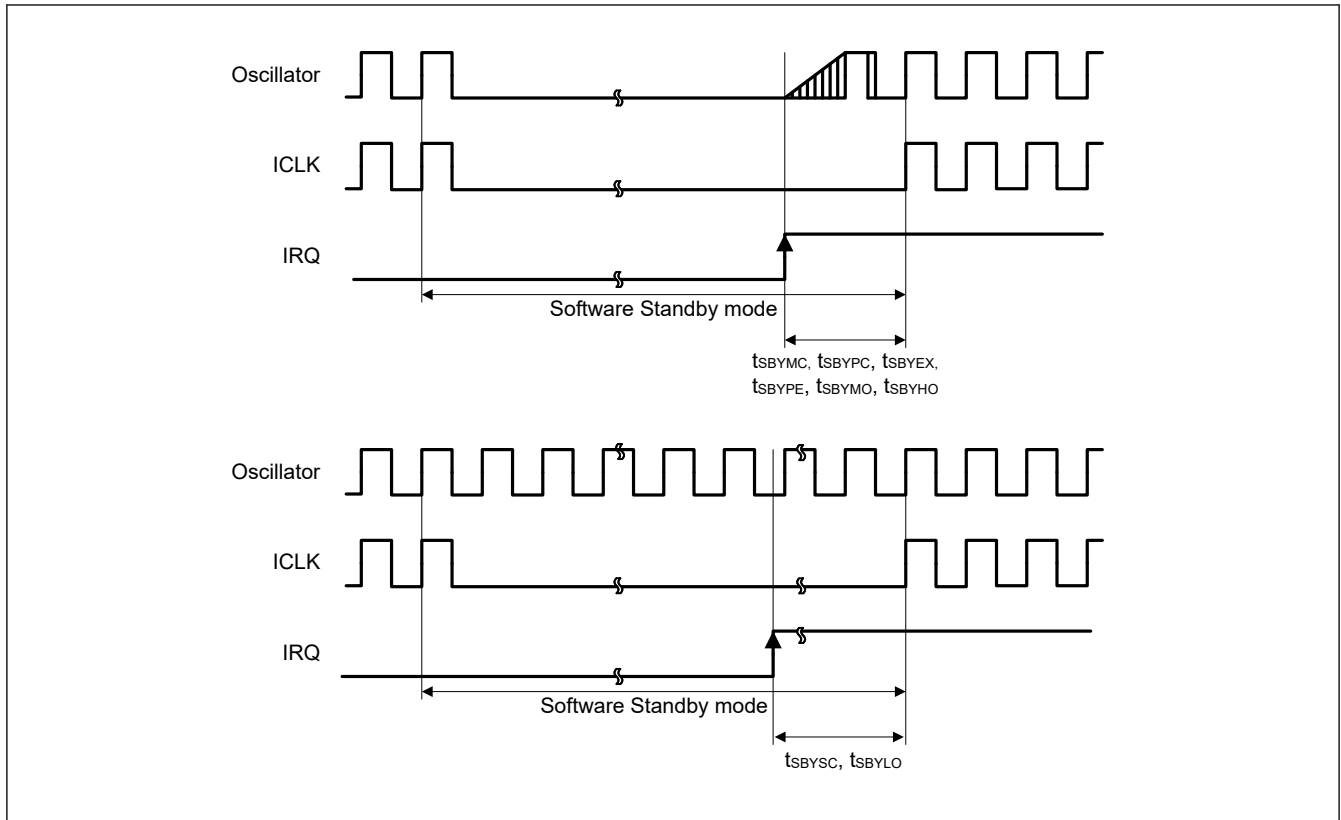 Oscillator
ICLK
IRQ
Software Standby mode
tSBYMC, tSBYPC, tSBYEX,
tSBYPE, tSBYMO, tSBYHO
Oscillator
ICLK
IRQ
Software Standby mode
tSBYSC, tSBYLO